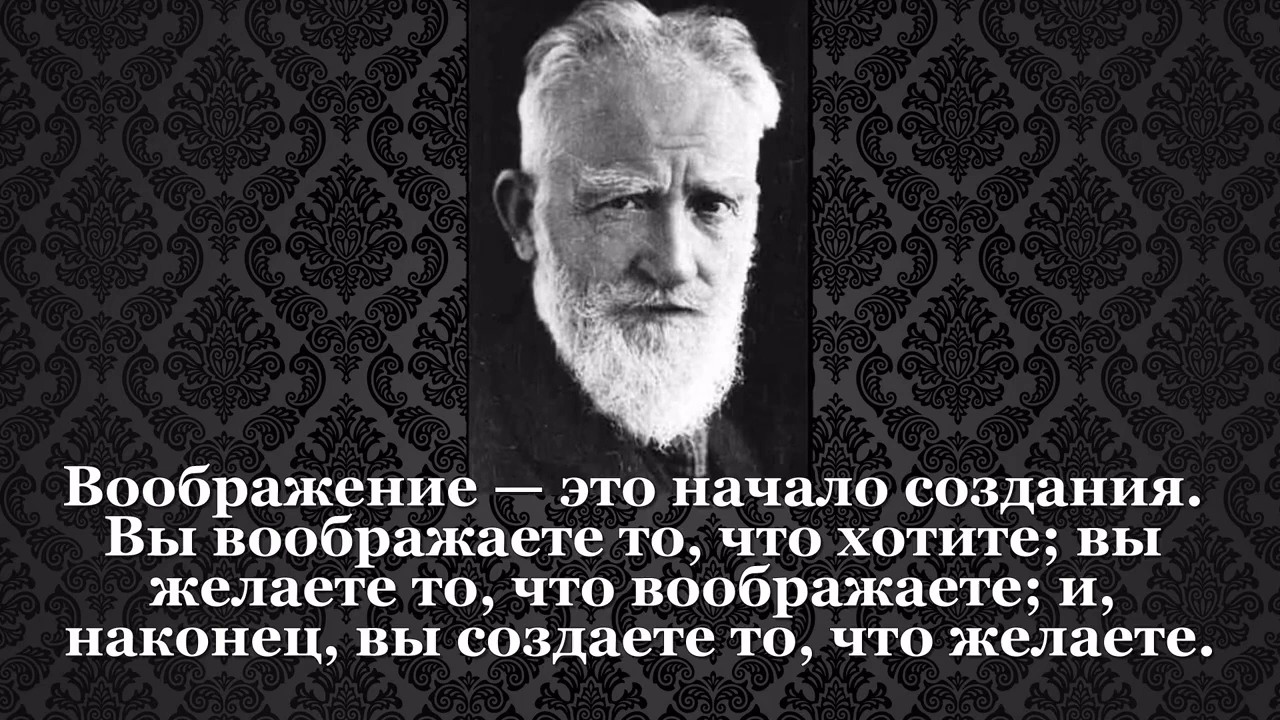 Воображение — это начало создания.
Вы воображаете то, что хотите; вы
желаете то, что воображаете; и,
наконец, вы создаете то, что желаете.